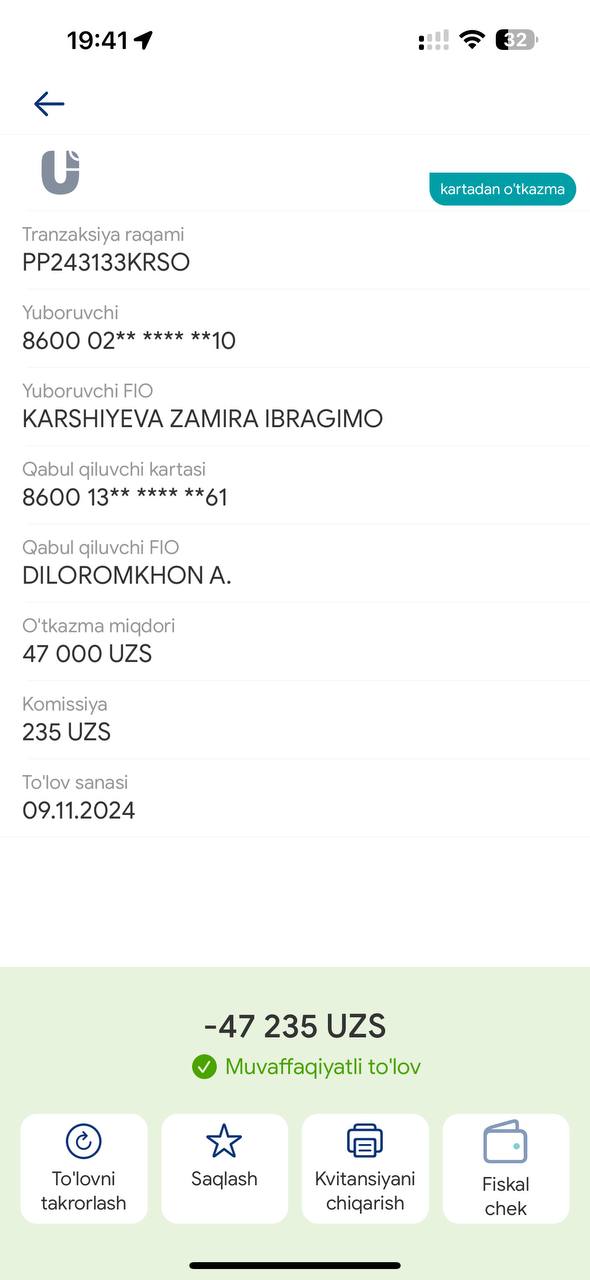 19:41
32
kartadan o'tkazma
Tranzaksiya raqami
PP243133KRSO
Yuboruvchi
8600 02** **** **10
Yuboruvchi FIO
KARSHIYEVA ZAMIRA IBRAGIMO
Qabul qiluvchi kartasi
8600 13** **** **61
Qabul qiluvchi FIO
DILOROMKHON A.
O'tkazma miqdori
47 000 UZS
Komissiya
235 UZS
To'lov sanasi
09.11.2024
-47 235 UZS
Muvaffaqiyatli to'lov
To'lovni
takrorlash
Saqlash
Kvitansiyani
chiqarish
Fiskal
chek